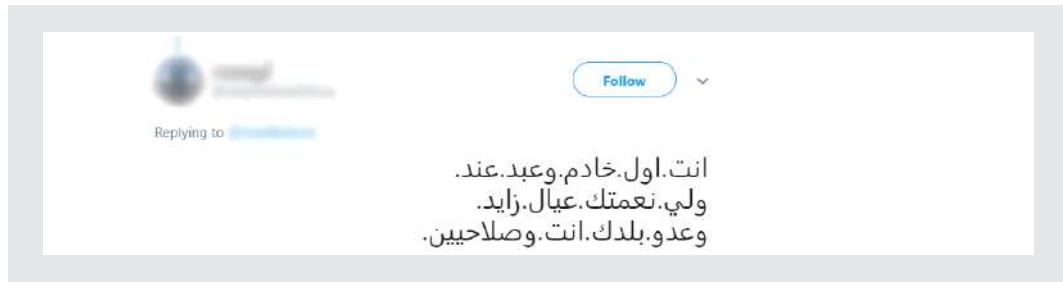 Follow
Replying to
انت.اول.خادم.وعبد.عند.
ولي.نعمتك.عيال.زايد.
وعدو.بلدك.انت.وصلاحيين.